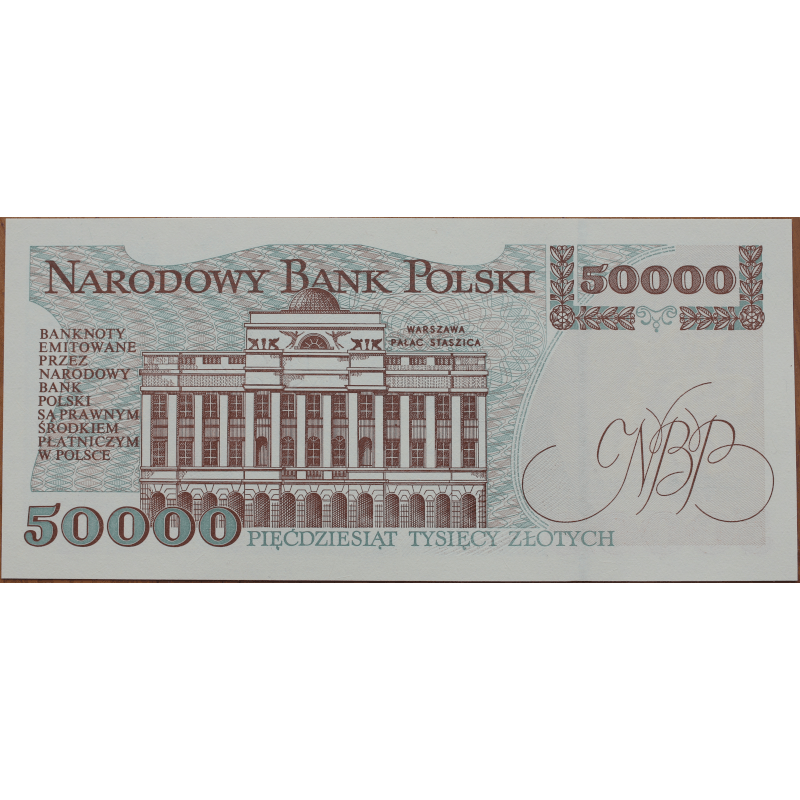 NARODOWY BANK POLSKI
50000
WARSZAWA
PAŁAC STASZICA
BANKNOTY
EMITOWANE
PRZEZ
NARODOWY
BANK
POLSKI
SĄ PRAWNYM
ŚRODKIEM
PŁATNICZYM
W POLSCE
NBP
50000
PIĘĆDZIESIĄT TYSIĘCY ZŁOTYCH